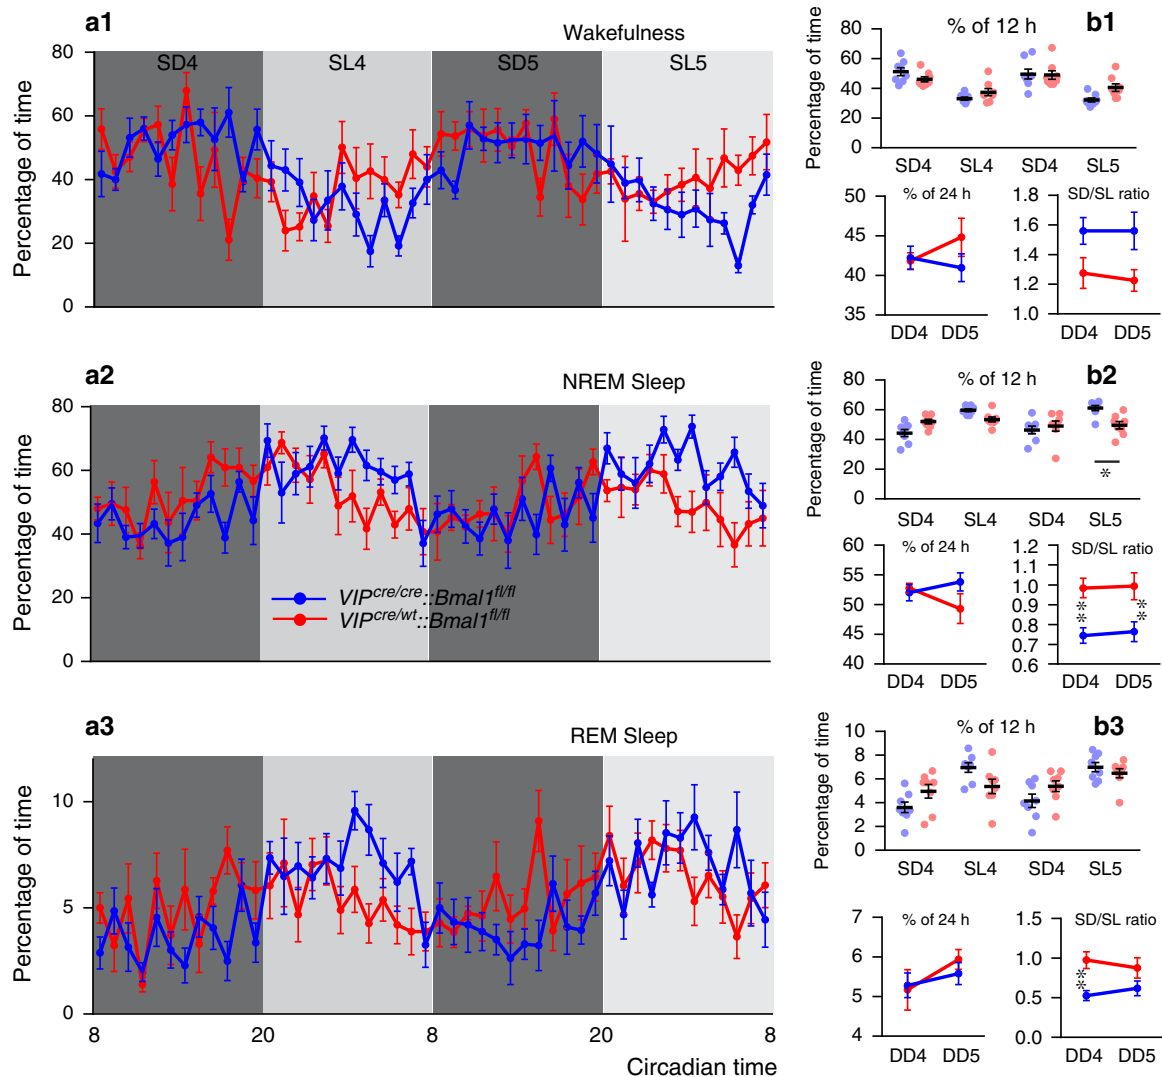 a1
Wakefulness
SD4 SL4 SD5 SL5
Percentage of time
80
60
40
20
0
b1
% of 12 h
Percentage of time
80
60
40
20
0
SD4 SL4 SD4 SL5
% of 24 h
50
45
40
35
DD4 DD5
SD/SL ratio
1.8
1.6
1.4
1.2
1.0
DD4 DD5
a2
NREM Sleep
Percentage of time
80
60
40
20
0
VIPcre/cre::Bmal1fl/fl
VIPcre/wt::Bmal1fl/fl
b2
% of 12 h
Percentage of time
80
60
40
20
0
*
SD4 SL4 SD4 SL5
% of 24 h
60
55
50
45
40
DD4 DD5
SD/SL ratio
1.2
1.1
1.0
0.9
0.8
0.7
0.6
**
**
DD4 DD5
a3
REM Sleep
Percentage of time
10
5
0
8 20 8 20 8
Circadian time
b3
% of 12 h
Percentage of time
10
8
6
4
2
0
SD4 SL4 SD4 SL5
% of 24 h
7
6
5
4
DD4 DD5
SD/SL ratio
1.5
1.0
0.5
0.0
**
DD4 DD5